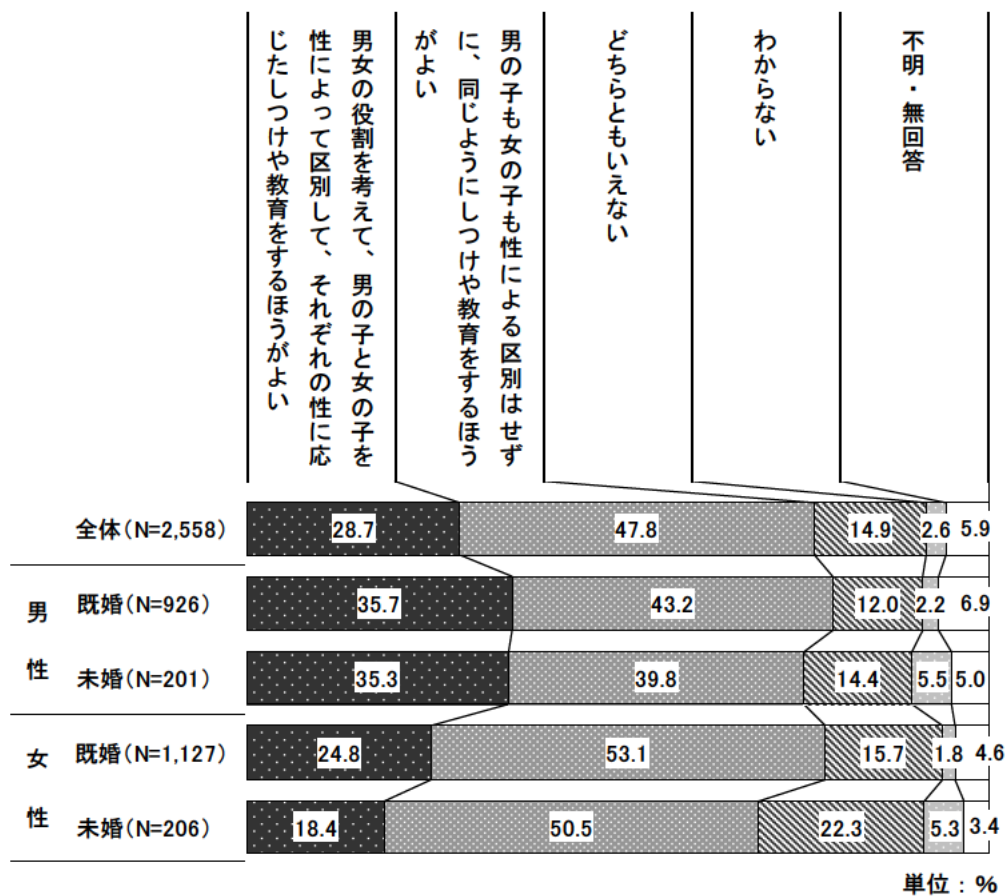 男女の役割を考えて、男の子と女の子を
性によって区別して、それぞれの性に応
じたしつけや教育をするほうがよい
男の子も女の子も性による区別はせず
に、同じようにしつけや教育をするほう
がよい
どちらともいえない
わからない
不明・無回答
全体(N=2,558) 28.7 47.8 14.9 2.6 5.9
男性
既婚(N=926) 35.7 43.2 12.0 2.2 6.9
未婚(N=201) 35.3 39.8 14.4 5.5 5.0
女性
既婚(N=1,127) 24.8 53.1 15.7 1.8 4.6
未婚(N=206) 18.4 50.5 22.3 5.3 3.4
単位:%